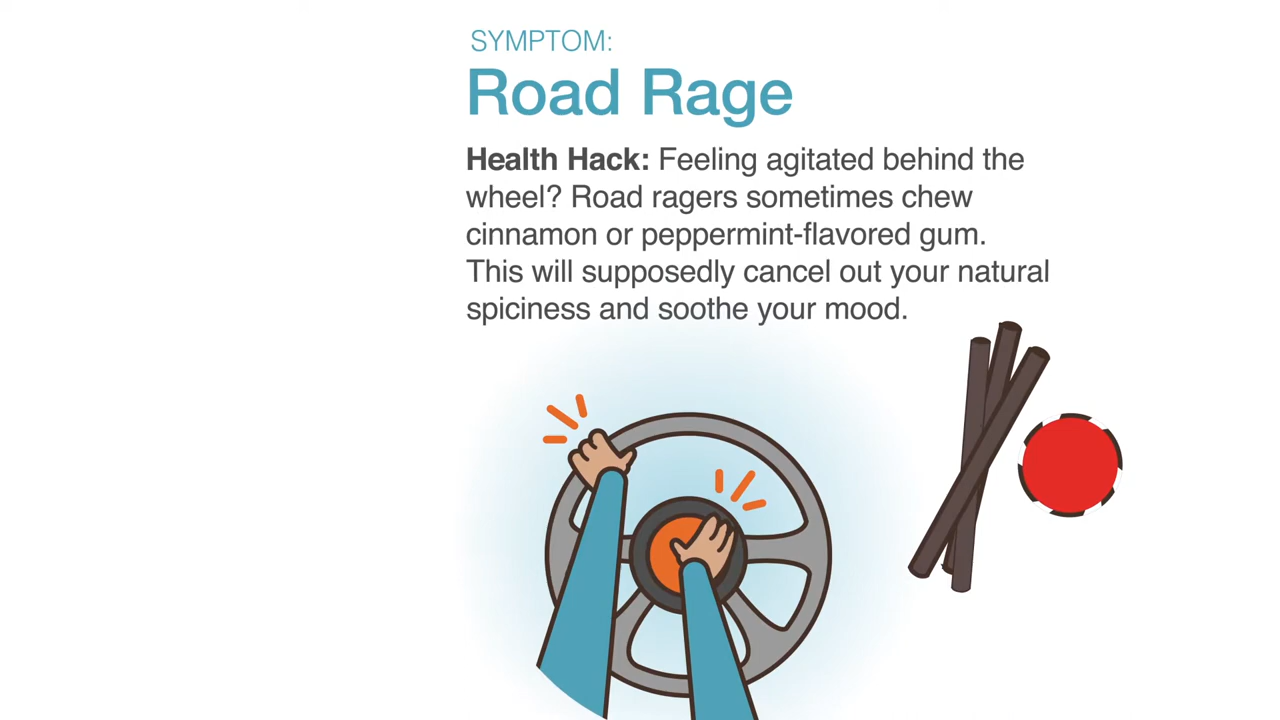 SYMPTOM:
Road Rage
Health Hack: Feeling agitated behind the
wheel? Road ragers sometimes chew
cinnamon or peppermint-flavored gum.
This will supposedly cancel out your natural
spiciness and soothe your mood.